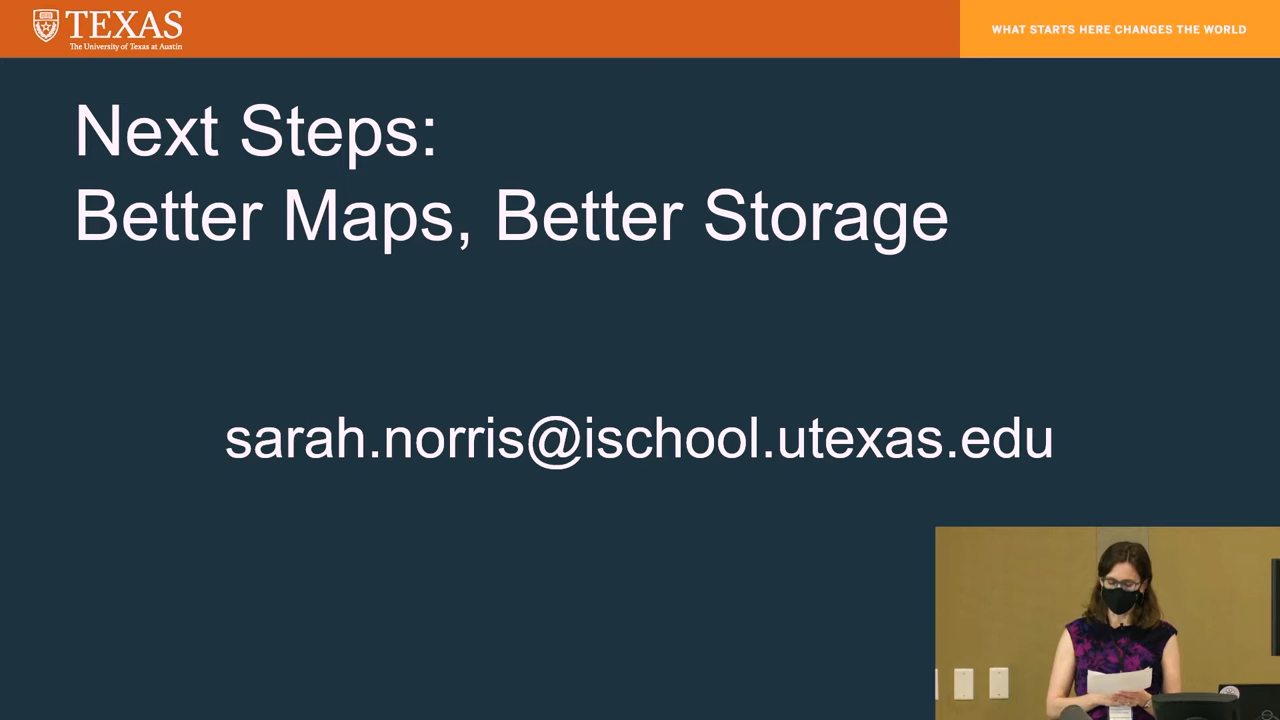 TEXAS
The University of Texas at Austin
WHAT STARTS HERE CHANGES THE WORLD
Next Steps:
Better Maps, Better Storage
sarah.norris@ischool.utexas.edu